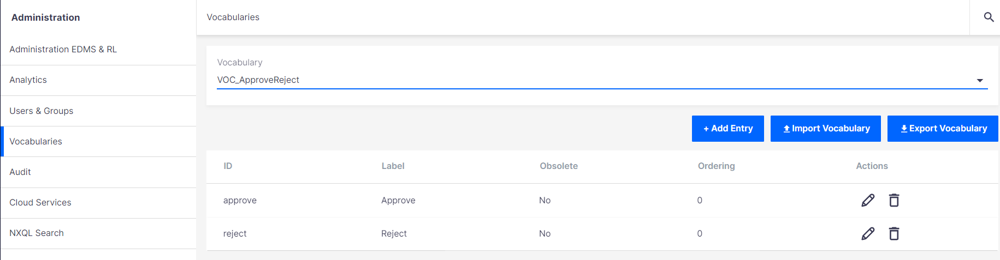 Administration
Administration EDMS & RL
Analytics
Users & Groups
Vocabularies
Audit
Cloud Services
NXQL Search
Vocabularies
Vocabulary
VOC_ApproveReject
+ Add Entry Import Vocabulary Export Vocabulary
ID Label Obsolete Ordering Actions
approve Approve No 0
reject Reject No 0